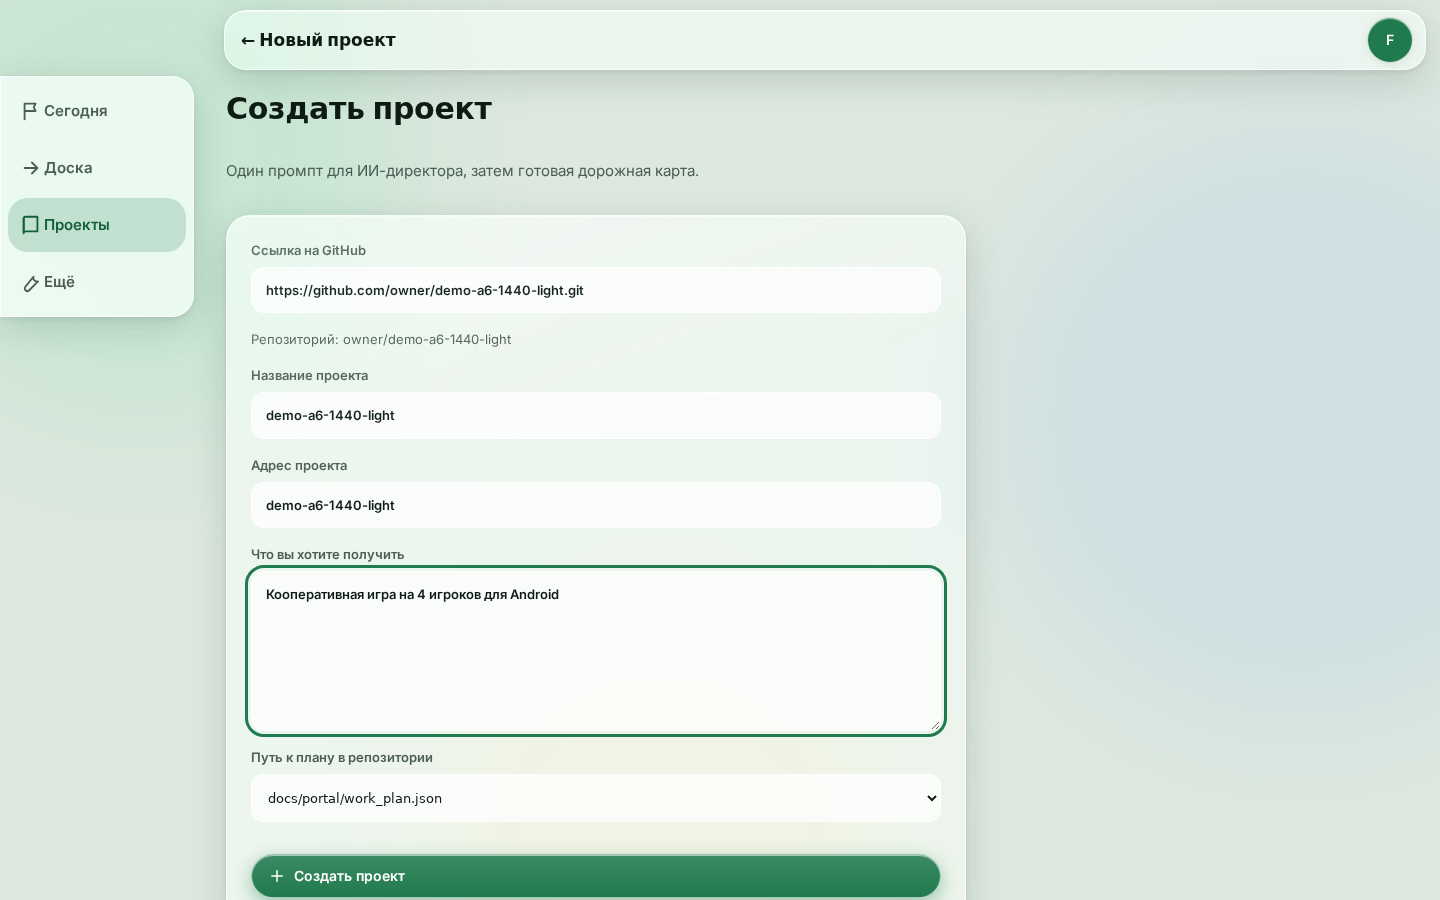 ← Новый проект
F
Сегодня
Доска
Проекты
Ещё
Создать проект
Один промпт для ИИ-директора, затем готовая дорожная карта.
Ссылка на GitHub
https://github.com/owner/demo-a6-1440-light.git
Репозиторий: owner/demo-a6-1440-light
Название проекта
demo-a6-1440-light
Адрес проекта
demo-a6-1440-light
Что вы хотите получить
Кооперативная игра на 4 игроков для Android
Путь к плану в репозитории
docs/portal/work_plan.json
Создать проект